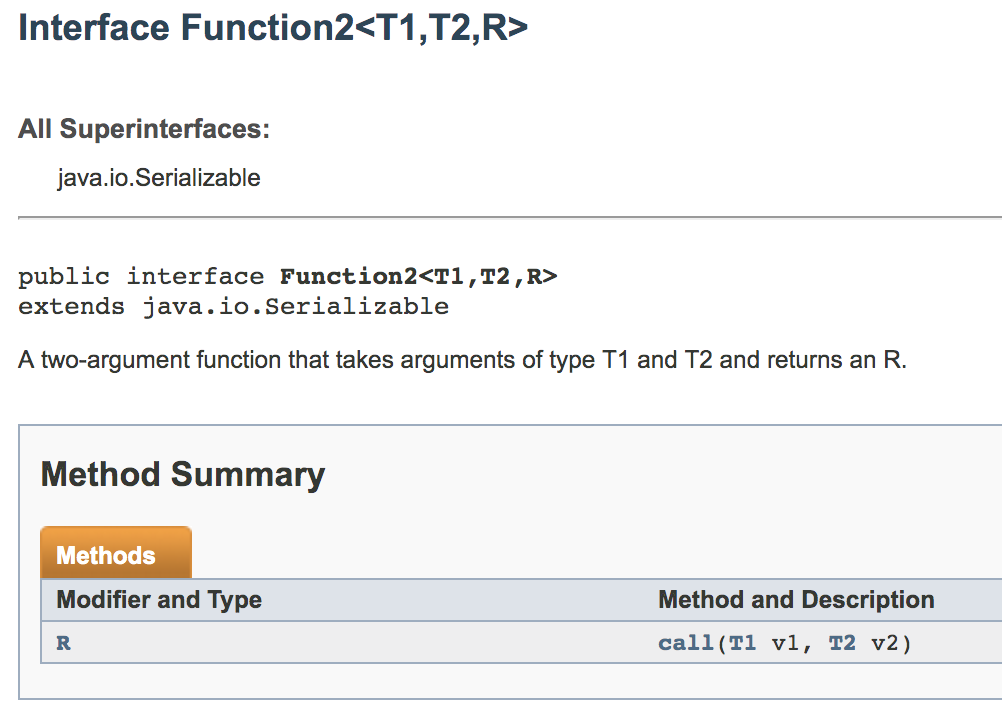 Interface Function2<T1,T2,R>
All Superinterfaces:
java.io.Serializable
public interface Function2<T1,T2,R>
extends java.io.Serializable
A two-argument function that takes arguments of type T1 and T2 and returns an R.
Method Summary
Methods
Modifier and Type Method and Description
R call(T1 v1, T2 v2)